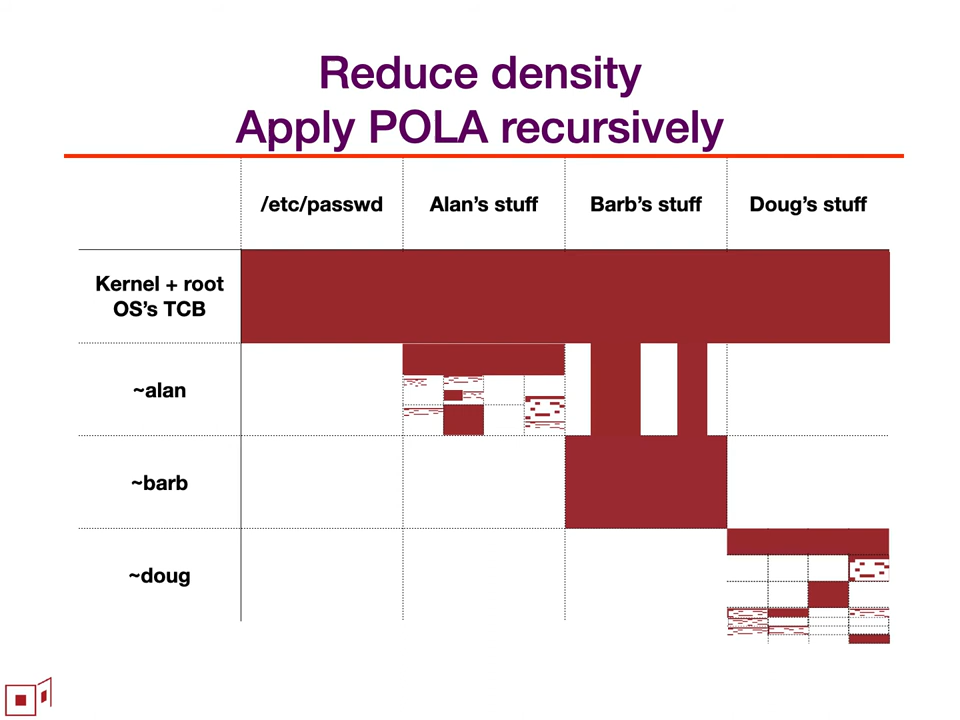 Reduce density
Apply POLA recursively
/etc/passwd Alan's stuff Barb's stuff Doug's stuff
Kernel + root
OS's TCB
~alan
~barb
~doug